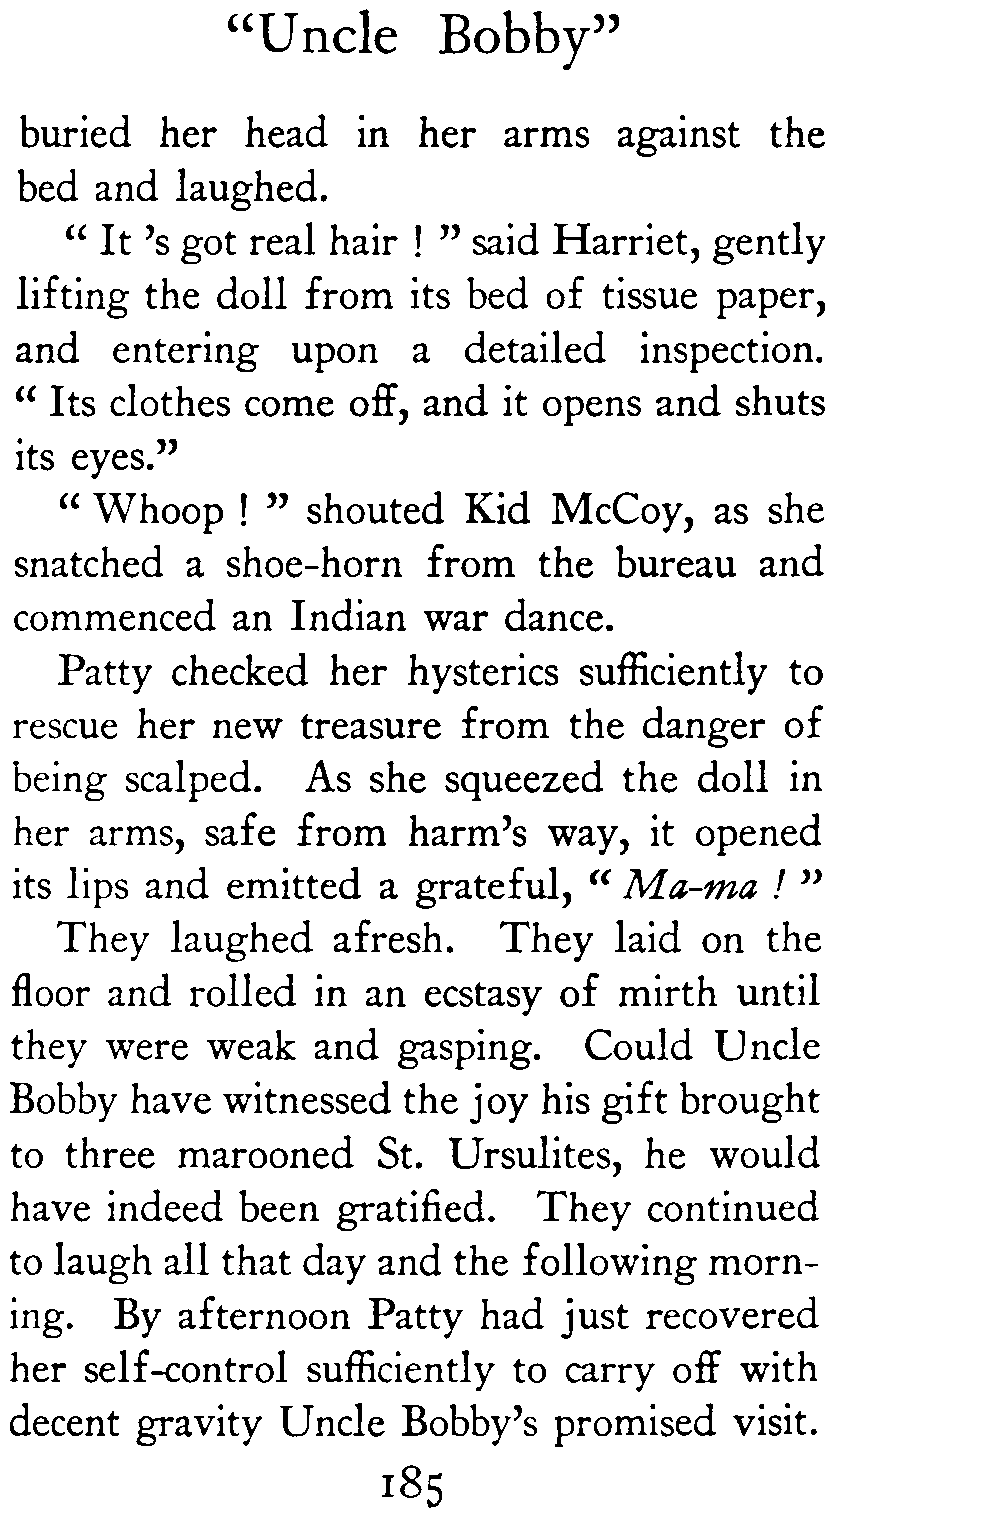 “Uncle Bobby”
buried her head in her arms against the
bed and laughed.
“ It ’s got real hair ! ” said Harriet, gently
lifting the doll from its bed of tissue paper,
and entering upon a detailed inspection.
“ Its clothes come off, and it opens and shuts
its eyes.”
“ Whoop ! ” shouted Kid McCoy, as she
snatched a shoe-horn from the bureau and
commenced an Indian war dance.
Patty checked her hysterics sufficiently to
rescue her new treasure from the danger of
being scalped. As she squeezed the doll in
her arms, safe from harm’s way, it opened
its lips and emitted a grateful, “ Ma-ma ! ”
They laughed afresh. They laid on the
floor and rolled in an ecstasy of mirth until
they were weak and gasping. Could Uncle
Bobby have witnessed the joy his gift brought
to three marooned St. Ursulites, he would
have indeed been gratified. They continued
to laugh all that day and the following morn-
ing. By afternoon Patty had just recovered
her self-control sufficiently to carry off with
decent gravity Uncle Bobby’s promised visit.
185